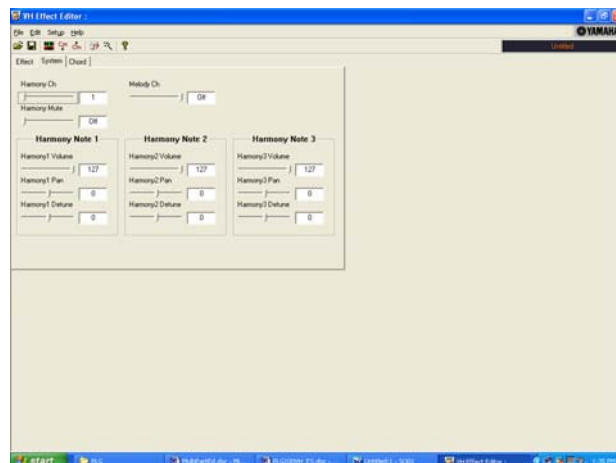 VH Effect Editor :
File Edit Setup Help
YAMAHA
Untitled
Effect System Chord
Harmony Ch 1 Melody Ch Off
Harmony Mute Off
Harmony Note 1 Harmony Note 2 Harmony Note 3
Harmony1 Volume 127 Harmony2 Volume 127 Harmony3 Volume 127
Harmony1 Pan 0 Harmony2 Pan 0 Harmony3 Pan 0
Harmony1 Detune 0 Harmony2 Detune 0 Harmony3 Detune 0
start VH Effect Editor :